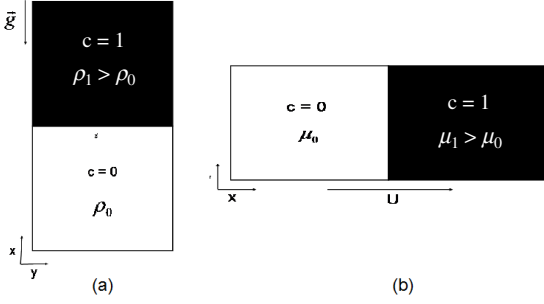 g⃗
c = 1
ρ₁ > ρ₀
c = 0
ρ₀
x
y
(a)
c = 0
μ₀
c = 1
μ₁ > μ₀
x
U
(b)